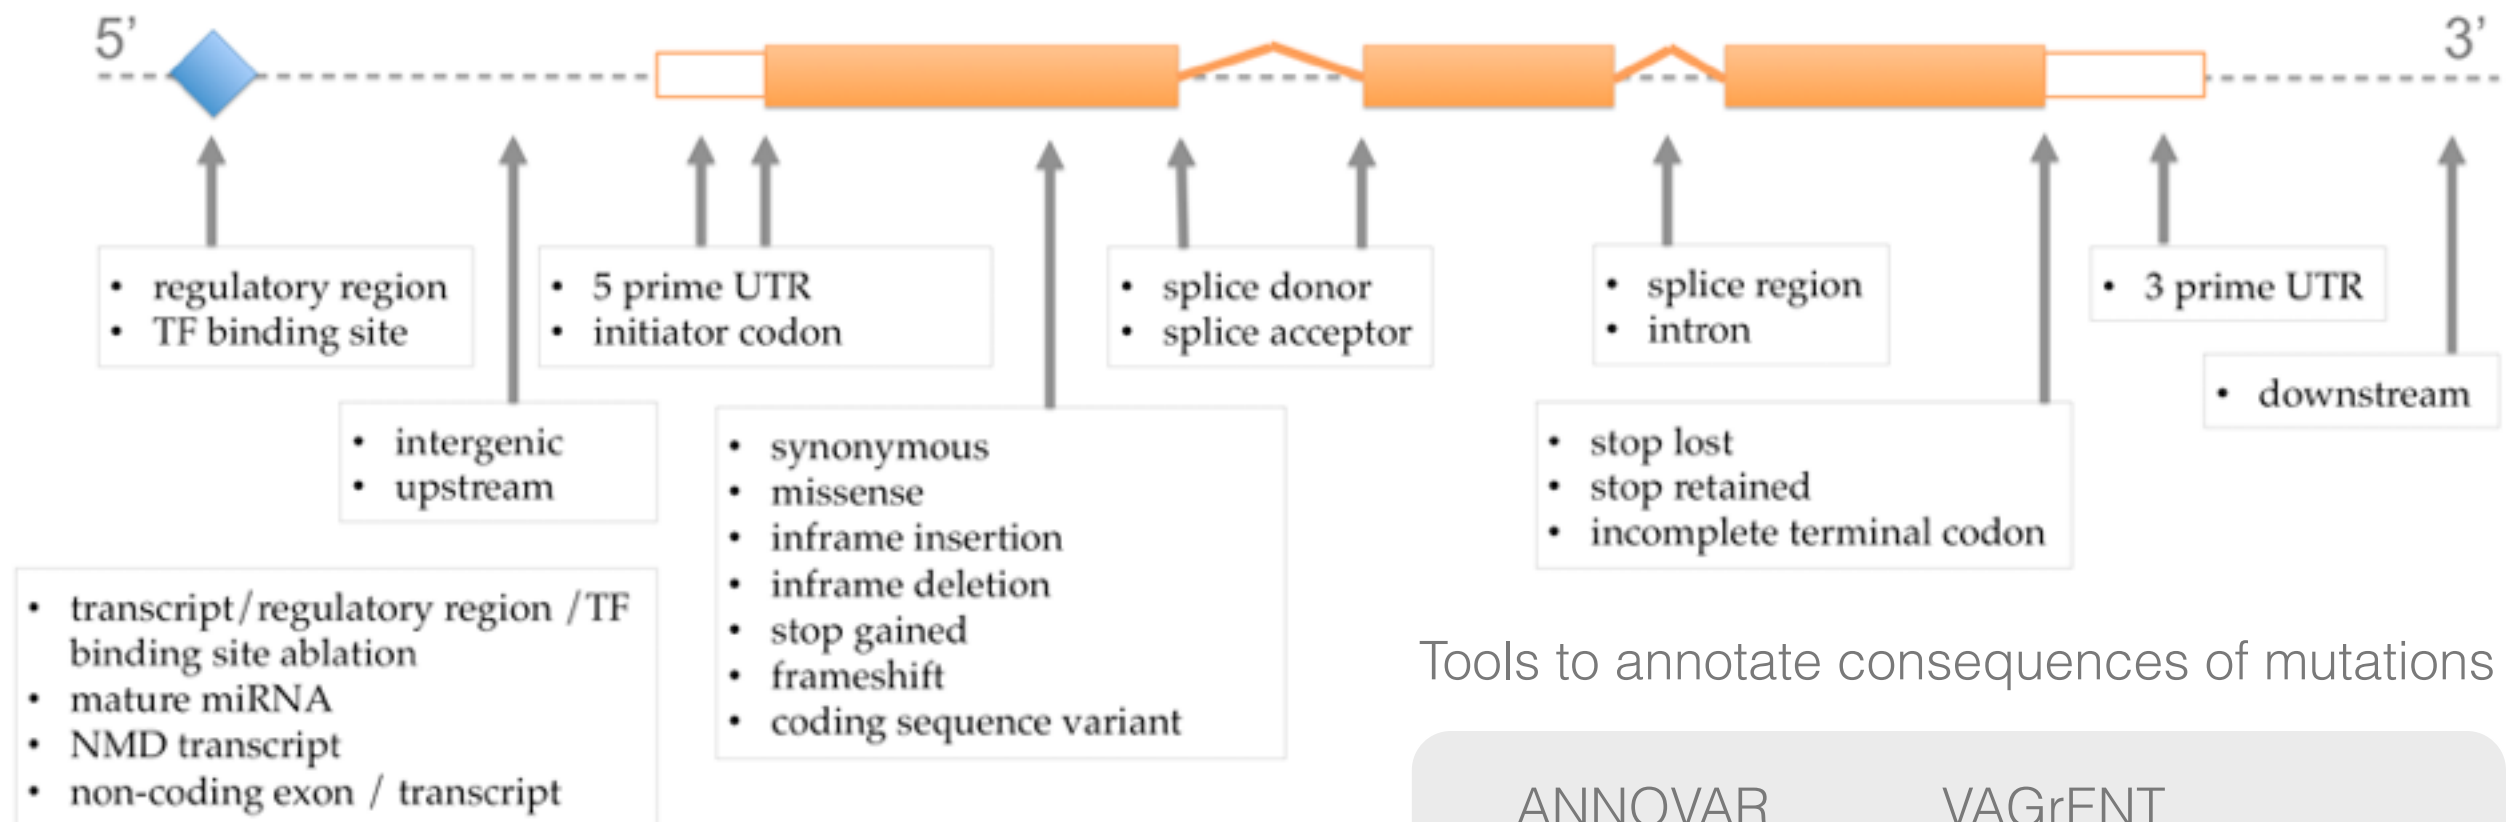 5’
3’
• regulatory region
• TF binding site
• 5 prime UTR
• initiator codon
• splice donor
• splice acceptor
• splice region
• intron
• 3 prime UTR
• downstream
• intergenic
• upstream
• synonymous
• missense
• inframe insertion
• inframe deletion
• stop gained
• frameshift
• coding sequence variant
• stop lost
• stop retained
• incomplete terminal codon
• transcript/regulatory region /TF
binding site ablation
• mature miRNA
• NMD transcript
• non-coding exon / transcript
Tools to annotate consequences of mutations
ANNOVAR VAGrENT